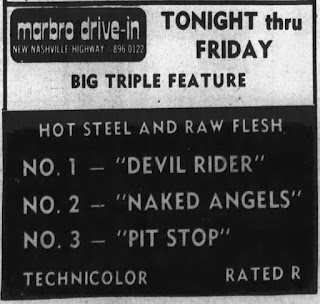 marbro drive-in
NEW NASHVILLE HIGHWAY 896 0122
TONIGHT thru
FRIDAY
BIG TRIPLE FEATURE
HOT STEEL AND RAW FLESH
NO. 1 – "DEVIL RIDER"
NO. 2 – "NAKED ANGELS"
NO. 3 – "PIT STOP"
TECHNICOLOR RATED R